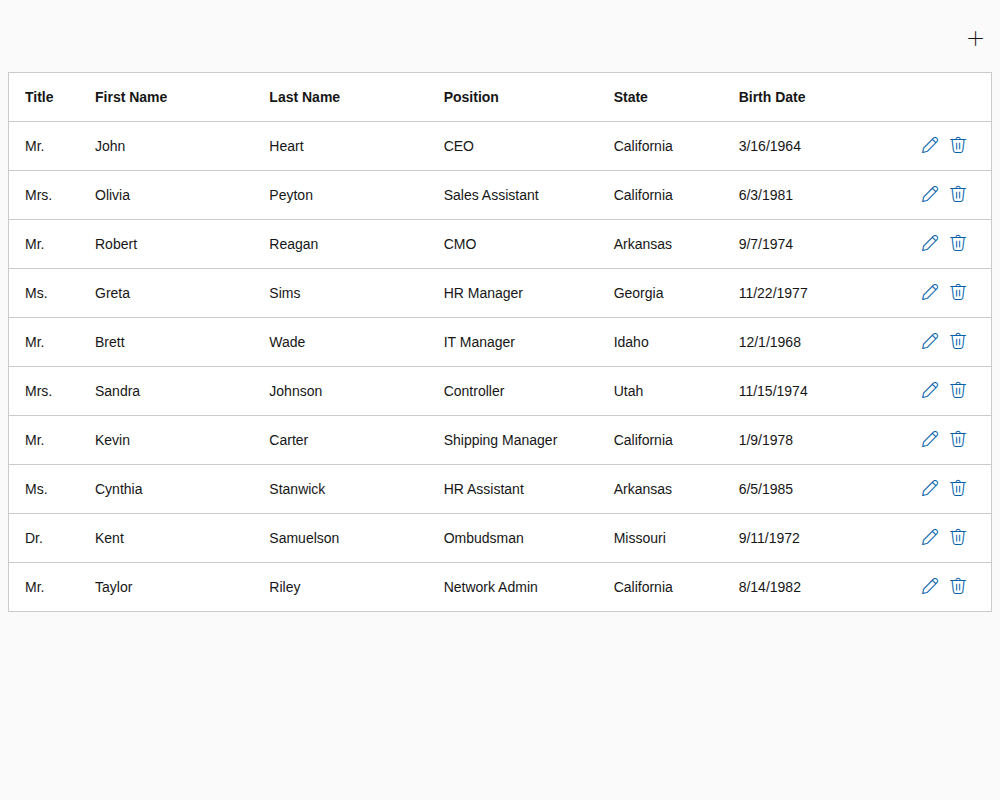 Title First Name Last Name Position State Birth Date
Mr. John Heart CEO California 3/16/1964
Mrs. Olivia Peyton Sales Assistant California 6/3/1981
Mr. Robert Reagan CMO Arkansas 9/7/1974
Ms. Greta Sims HR Manager Georgia 11/22/1977
Mr. Brett Wade IT Manager Idaho 12/1/1968
Mrs. Sandra Johnson Controller Utah 11/15/1974
Mr. Kevin Carter Shipping Manager California 1/9/1978
Ms. Cynthia Stanwick HR Assistant Arkansas 6/5/1985
Dr. Kent Samuelson Ombudsman Missouri 9/11/1972
Mr. Taylor Riley Network Admin California 8/14/1982